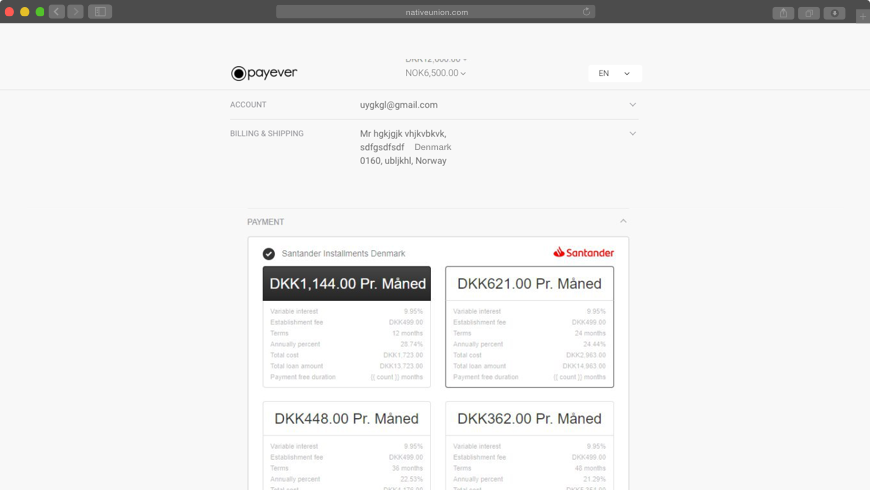 nativeunion.com
DKK12,000.00
payever
NOK6,500.00
EN
ACCOUNT uygkgl@gmail.com
BILLING & SHIPPING Mr hgkjgjk vhjkvbkvk,
sdfgsdfsdf Denmark
0160, ubljkhl, Norway
PAYMENT
Santander Installments Denmark
Santander
DKK1,144.00 Pr. Måned
Variable interest 9.95%
Establishment fee DKK499.00
Terms 12 months
Annually percent 28.74%
Total cost DKK1,723.00
Total loan amount DKK13,723.00
Payment free duration {{ count }} months
DKK621.00 Pr. Måned
Variable interest 9.95%
Establishment fee DKK499.00
Terms 24 months
Annually percent 24.44%
Total cost DKK2,963.00
Total loan amount DKK14,963.00
Payment free duration {{ count }} months
DKK448.00 Pr. Måned
Variable interest 9.95%
Establishment fee DKK499.00
Terms 36 months
Annually percent 22.53%
Total cost
DKK362.00 Pr. Måned
Variable interest 9.95%
Establishment fee DKK499.00
Terms 48 months
Annually percent 21.29%
Total cost